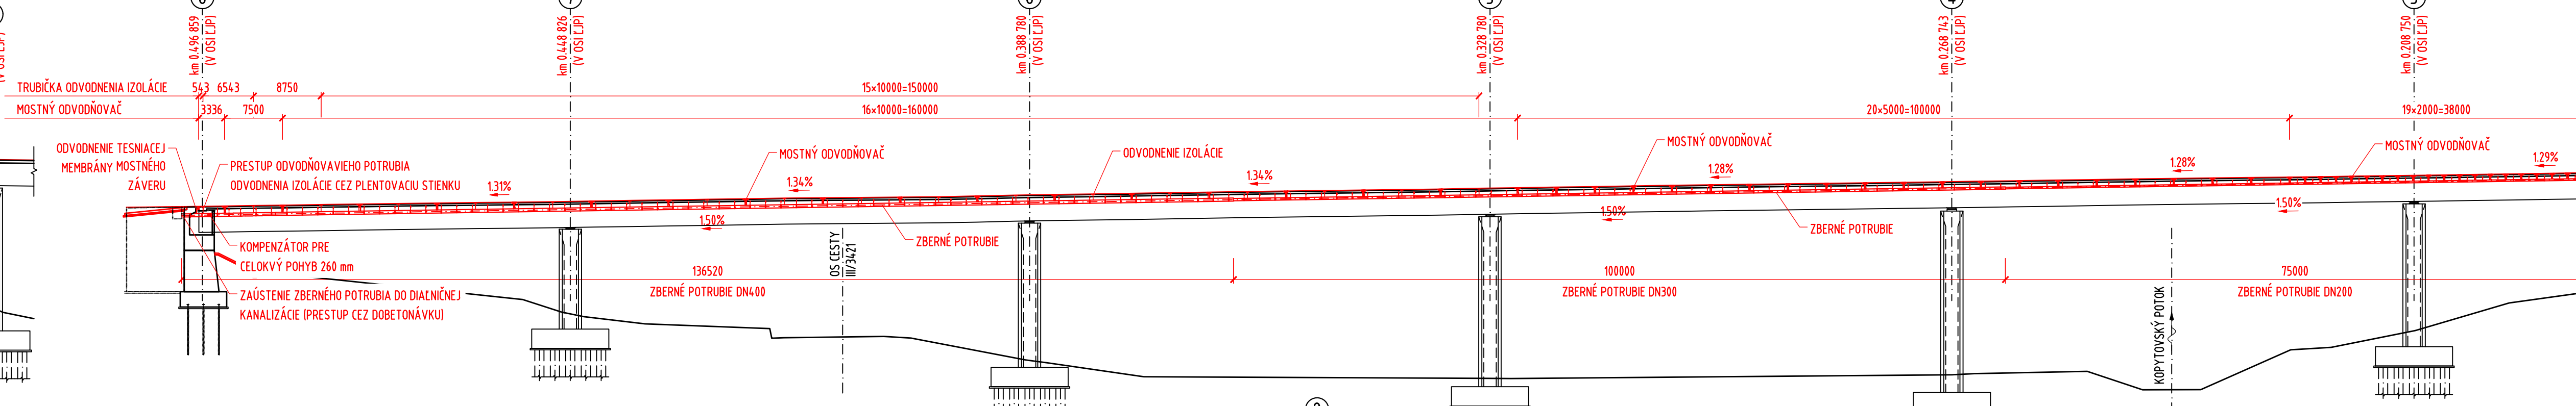 km 0.496 859
(V OSI ĽJP)
km 0.448 826
(V OSI ĽJP)
km 0.388 780
(V OSI ĽJP)
km 0.328 780
(V OSI ĽJP)
km 0.268 743
(V OSI ĽJP)
km 0.208 750
(V OSI ĽJP)
TRUBIČKA ODVODNENIA IZOLÁCIE 543 6543 8750 15×10000=150000
MOSTNÝ ODVODŇOVAČ 3336 7500 16×10000=160000 20×5000=100000 19×2000=38000
ODVODNENIE TESNIACEJ
MEMBRÁNY MOSTNÉHO
ZÁVERU
PRESTUP ODVODŇOVAVIEHO POTRUBIA
ODVODNENIA IZOLÁCIE CEZ PLENTOVACIU STIENKU
1.31%
MOSTNÝ ODVODŇOVAČ
1.34%
ODVODNENIE IZOLÁCIE
1.34%
MOSTNÝ ODVODŇOVAČ
1.28%
1.28%
MOSTNÝ ODVODŇOVAČ
1.29%
1.50%
1.50%
1.50%
ZBERNÉ POTRUBIE
ZBERNÉ POTRUBIE
KOMPENZÁTOR PRE
CELOKVÝ POHYB 260 mm
OS CESTY
III/3421
136520
ZBERNÉ POTRUBIE DN400
100000
ZBERNÉ POTRUBIE DN300
75000
ZBERNÉ POTRUBIE DN200
ZAÚSTENIE ZBERNÉHO POTRUBIA DO DIAĽNIČNEJ
KANALIZÁCIE (PRESTUP CEZ DOBETONÁVKU)
KOPYTOVSKÝ POTOK